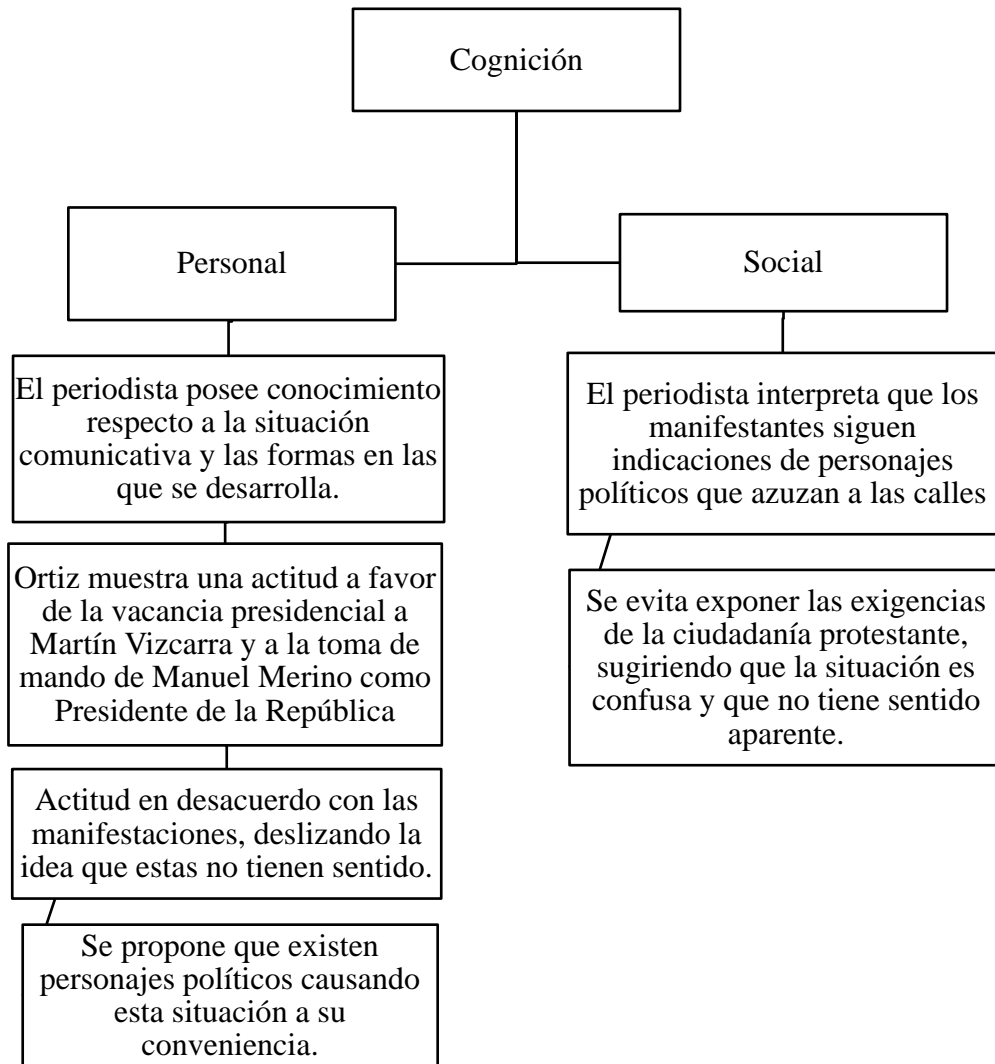 Cognición
Personal
El periodista posee conocimiento
respecto a la situación
comunicativa y las formas en las
que se desarrolla.
Ortiz muestra una actitud a favor
de la vacancia presidencial a
Martín Vizcarra y a la toma de
mando de Manuel Merino como
Presidente de la República
Actitud en desacuerdo con las
manifestaciones, deslizando la
idea que estas no tienen sentido.
Se propone que existen
personajes políticos causando
esta situación a su
conveniencia.
Social
El periodista interpreta que los
manifestantes siguen
indicaciones de personajes
políticos que azuzan a las calles
Se evita exponer las exigencias
de la ciudadanía protestante,
sugiriendo que la situación es
confusa y que no tiene sentido
aparente.